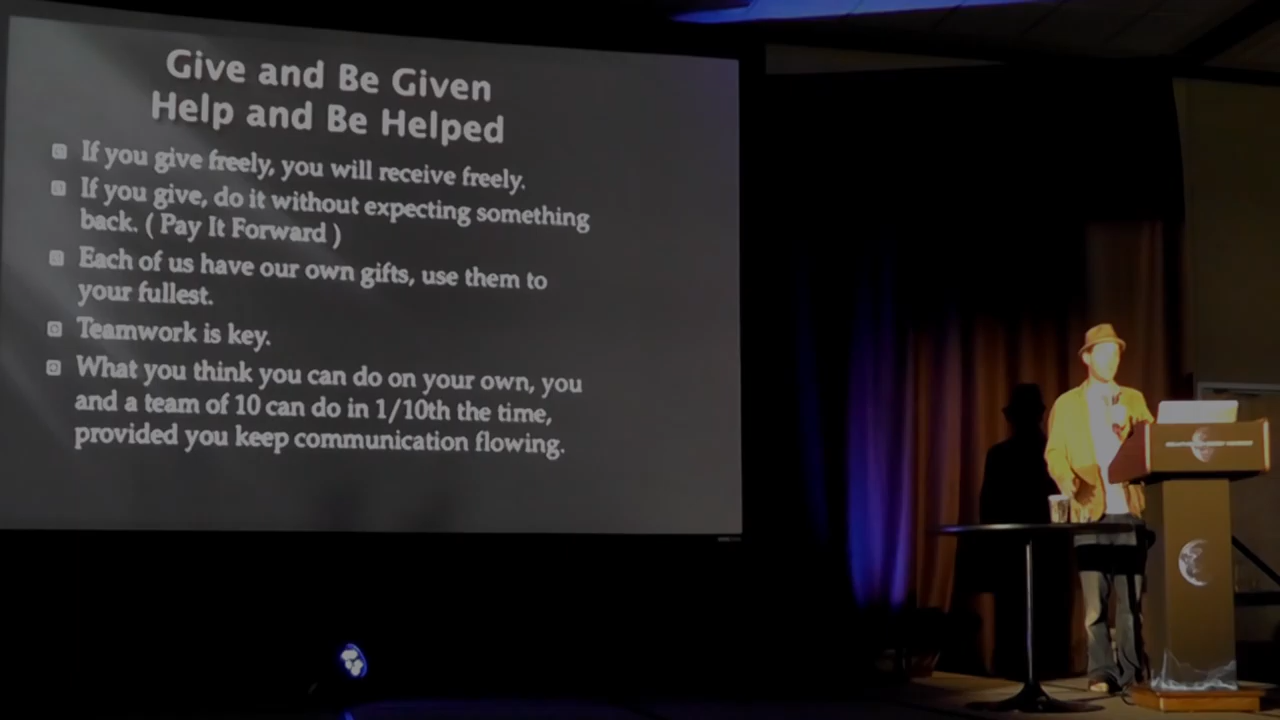 Give and Be Given
Help and Be Helped
If you give freely, you will receive freely.
If you give, do it without expecting something
back. ( Pay It Forward )
Each of us have our own gifts, use them to
your fullest.
Teamwork is key.
What you think you can do on your own, you
and a team of 10 can do in 1/10th the time,
provided you keep communication flowing.